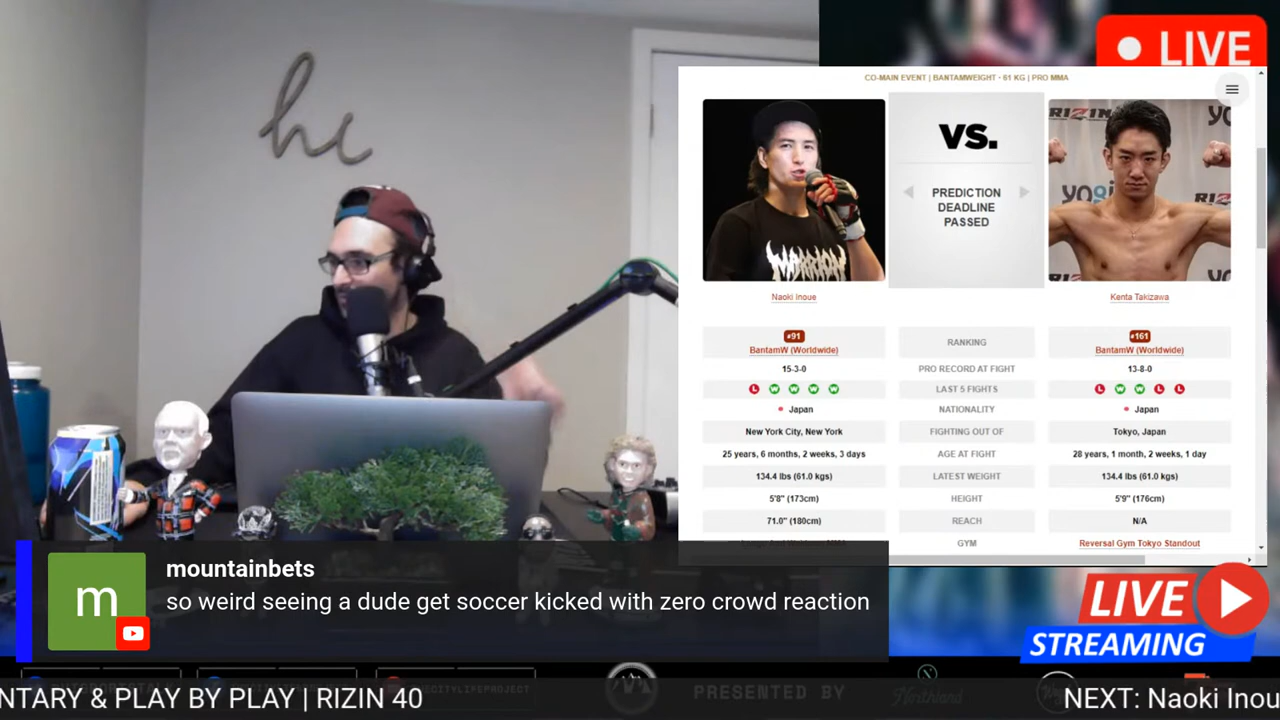 hi
LIVE
CO-MAIN EVENT | BANTAMWEIGHT · 61 KG | PRO MMA
VS.
PREDICTION
DEADLINE
PASSED
RIZIN
yogi
Naoki Inoue
Kenta Takizawa
#91
BantamW (Worldwide)
RANKING
#161
BantamW (Worldwide)
15-3-0
PRO RECORD AT FIGHT
13-8-0
L W W W W
LAST 5 FIGHTS
L W W L L
Japan
NATIONALITY
Japan
New York City, New York
FIGHTING OUT OF
Tokyo, Japan
25 years, 6 months, 2 weeks, 3 days
AGE AT FIGHT
28 years, 1 month, 2 weeks, 1 day
134.4 lbs (61.0 kgs)
LATEST WEIGHT
134.4 lbs (61.0 kgs)
5'8" (173cm)
HEIGHT
5'9" (176cm)
71.0" (180cm)
REACH
N/A
GYM
Reversal Gym Tokyo Standout
m
mountainbets
so weird seeing a dude get soccer kicked with zero crowd reaction
LIVE
STREAMING
PRESENTED BY
Northland
NTARY & PLAY BY PLAY | RIZIN 40
NEXT: Naoki Inou